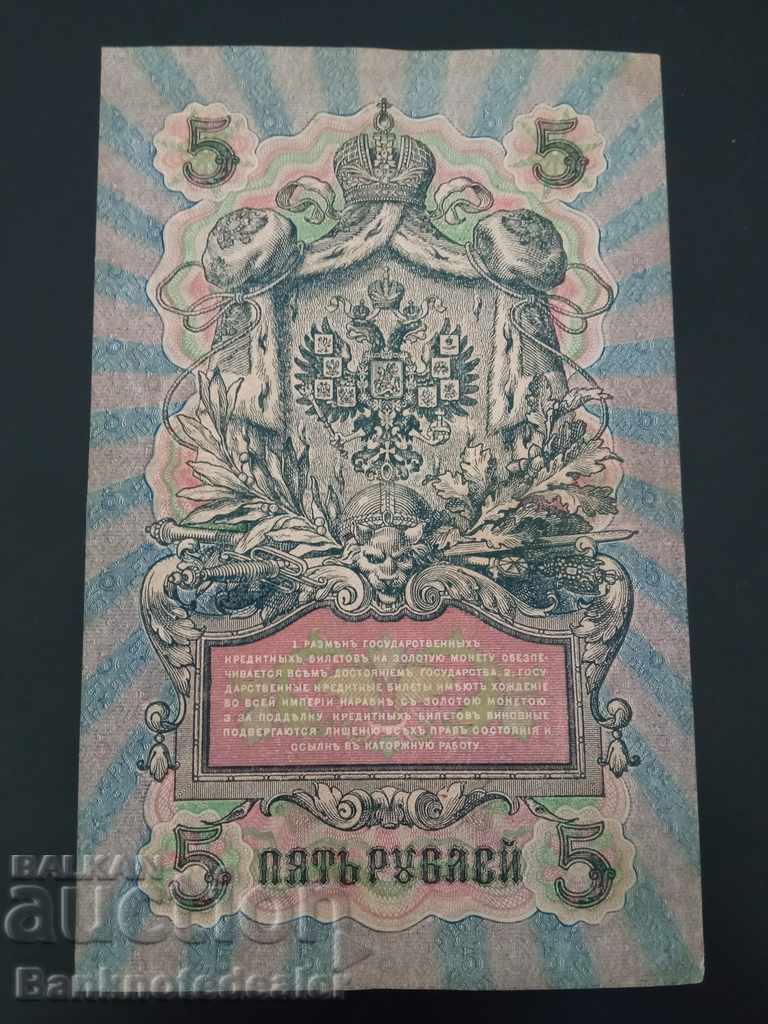 5 5
1. РАЗМѢНЪ ГОСУДАРСТВЕННЫХЪ
КРЕДИТНЫХЪ БИЛЕТОВЪ НА ЗОЛОТУЮ МОНЕТУ ОБЕЗПЕ-
ЧИВАЕТСЯ ВСѢМЪ ДОСТОЯНІЕМЪ ГОСУДАРСТВА. 2. ГОСУ
ДАРСТВЕННЫЕ КРЕДИТНЫЕ БИЛЕТЫ ИМѢЮТЪ ХОЖДЕНІЕ
ВО ВСЕЙ ИМПЕРІИ НАРАВНѢ СЪ ЗОЛОТОЮ МОНЕТОЮ.
3 ЗА ПОДДѢЛКУ КРЕДИТНЫХЪ БИЛЕТОВЪ ВИНОВНЫЕ
ПОДВЕРГАЮТСЯ ЛИШЕНІЮ ВСѢХЪ ПРАВЪ СОСТОЯНІЯ И
ССЫЛКѢ ВЪ КАТОРЖНУЮ РАБОТУ.
5 ПЯТЬ РУБЛЕЙ 5
BALKAN
auction
Banknotedealer